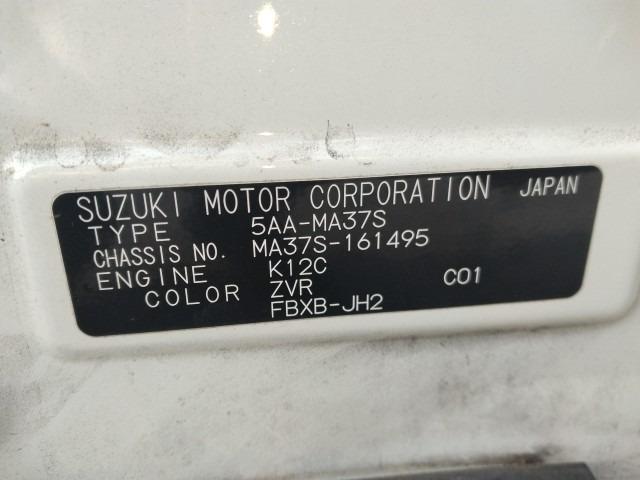 SUZUKI MOTOR CORPORATION JAPAN
TYPE 5AA-MA37S
CHASSIS NO. MA37S-161495
ENGINE K12C
COLOR ZVR C01
FBXB-JH2